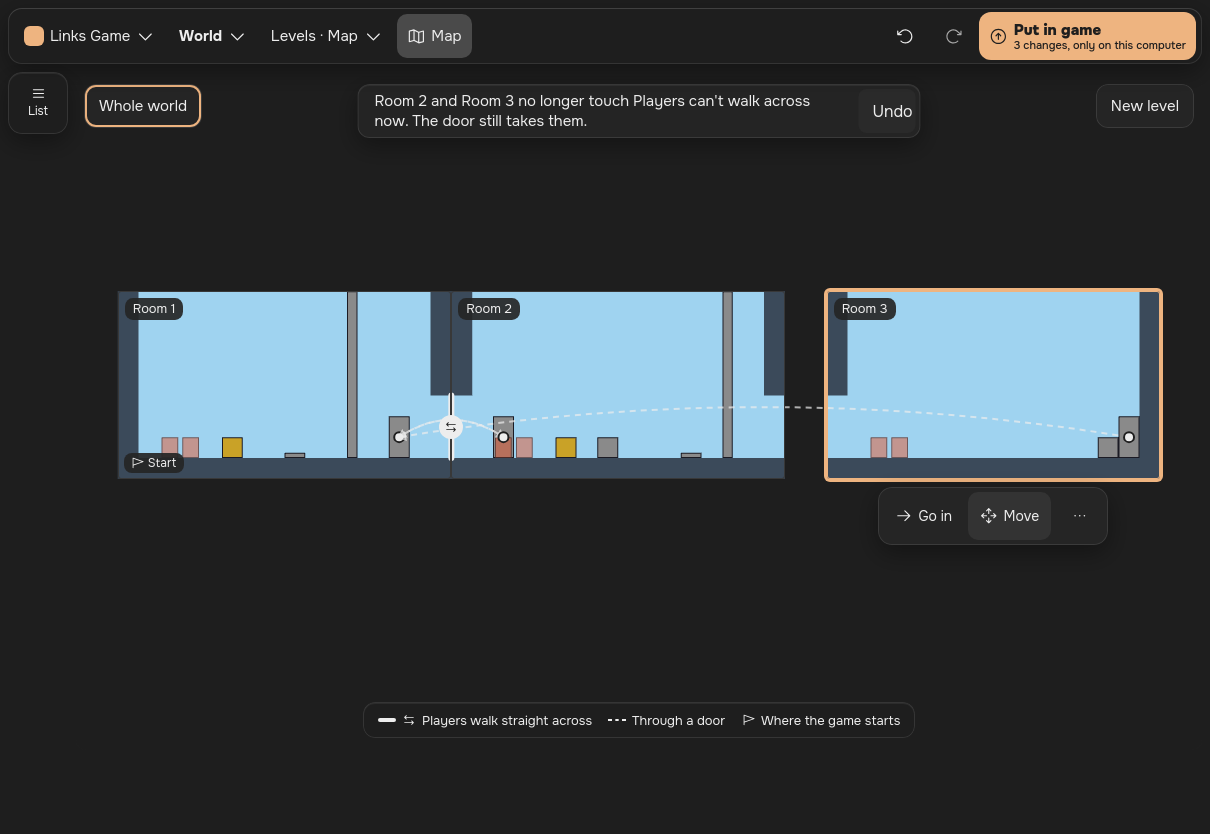 Links Game
World
Levels · Map
Map
Put in game
3 changes, only on this computer
List
Whole world
Room 2 and Room 3 no longer touch Players can't walk across
now. The door still takes them.
Undo
New level
Room 1
Room 2
Room 3
Start
Go in
Move
...
Players walk straight across
Through a door
Where the game starts